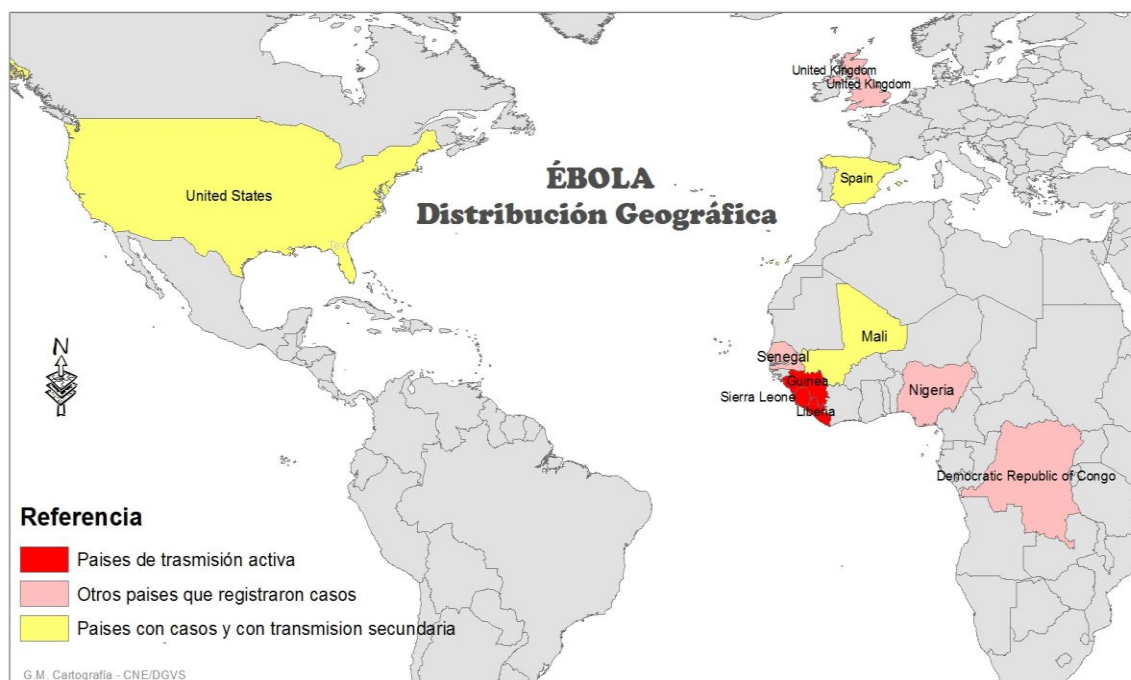 ÉBOLA
Distribución Geográfica
United States
Tex
United Kingdom
United Kingdom
Spain
Mali
Senegal
Guinea
Sierra Leone
Liberia
Nigeria
Democratic Republic of Congo
N
Referencia
Paises de trasmisión activa
Otros paises que registraron casos
Paises con casos y con transmision secundaria
G.M. Cartografía - CNE/DGVS